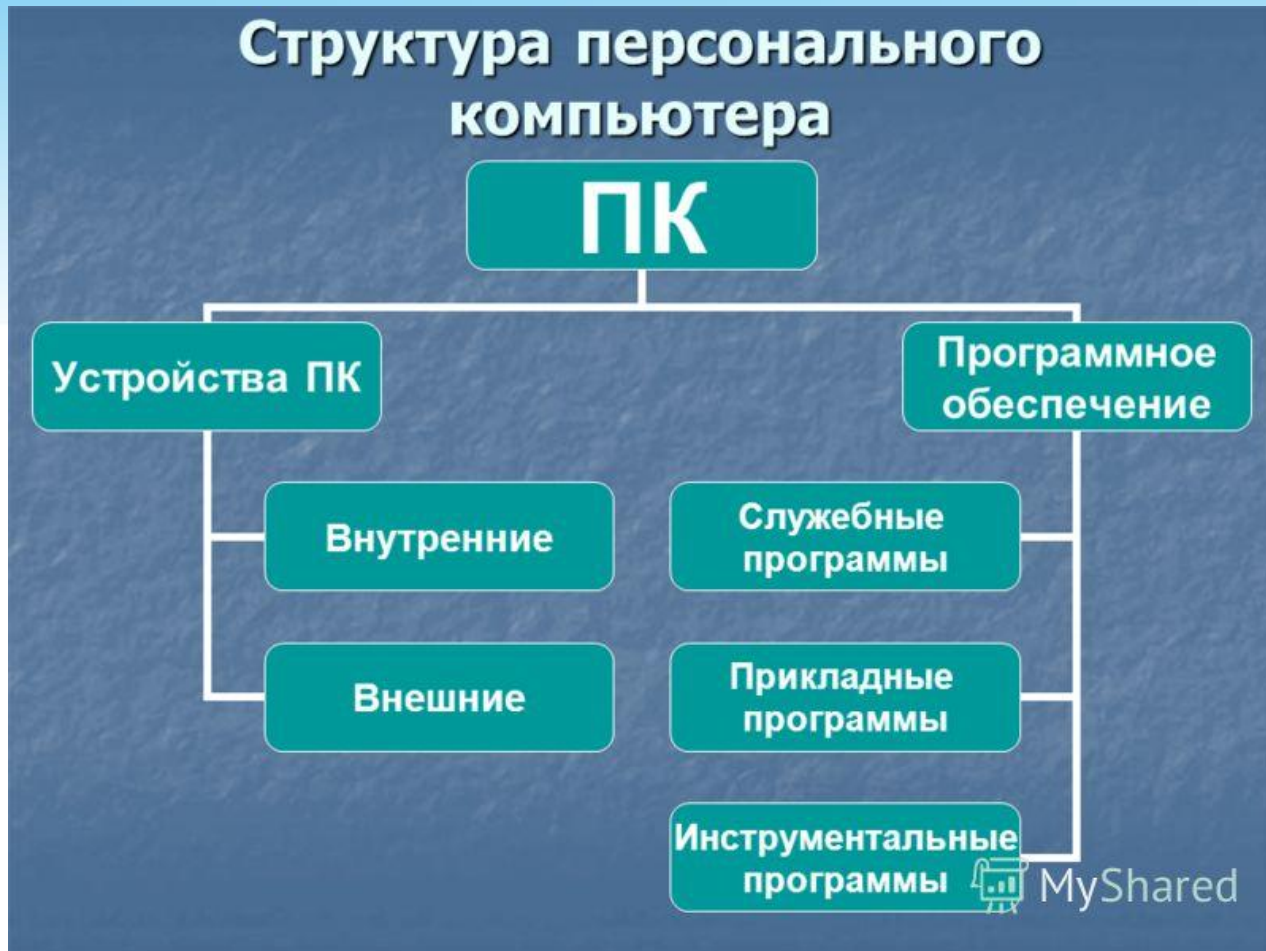 Структура персонального
компьютера
ПК
Устройства ПК
Программное
обеспечение
Внутренние
Служебные
программы
Внешние
Прикладные
программы
Инструментальные
программы
MyShared